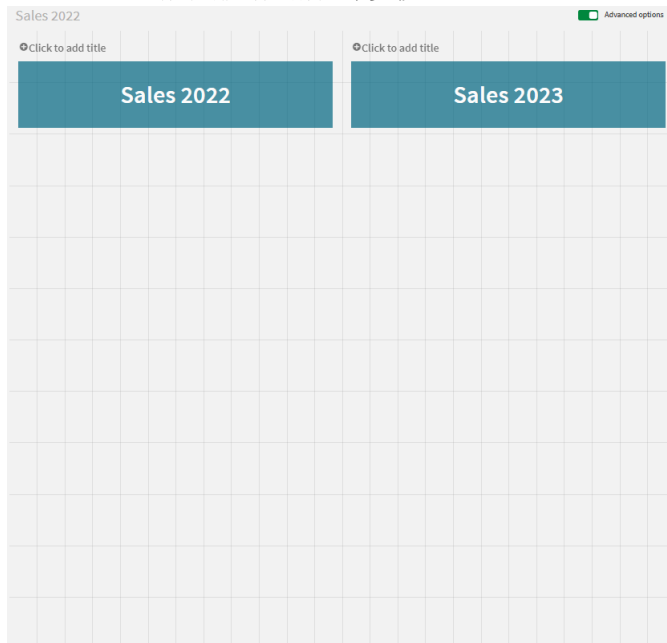 Sales 2022
Advanced options
Click to add title
Click to add title
Sales 2022
Sales 2023